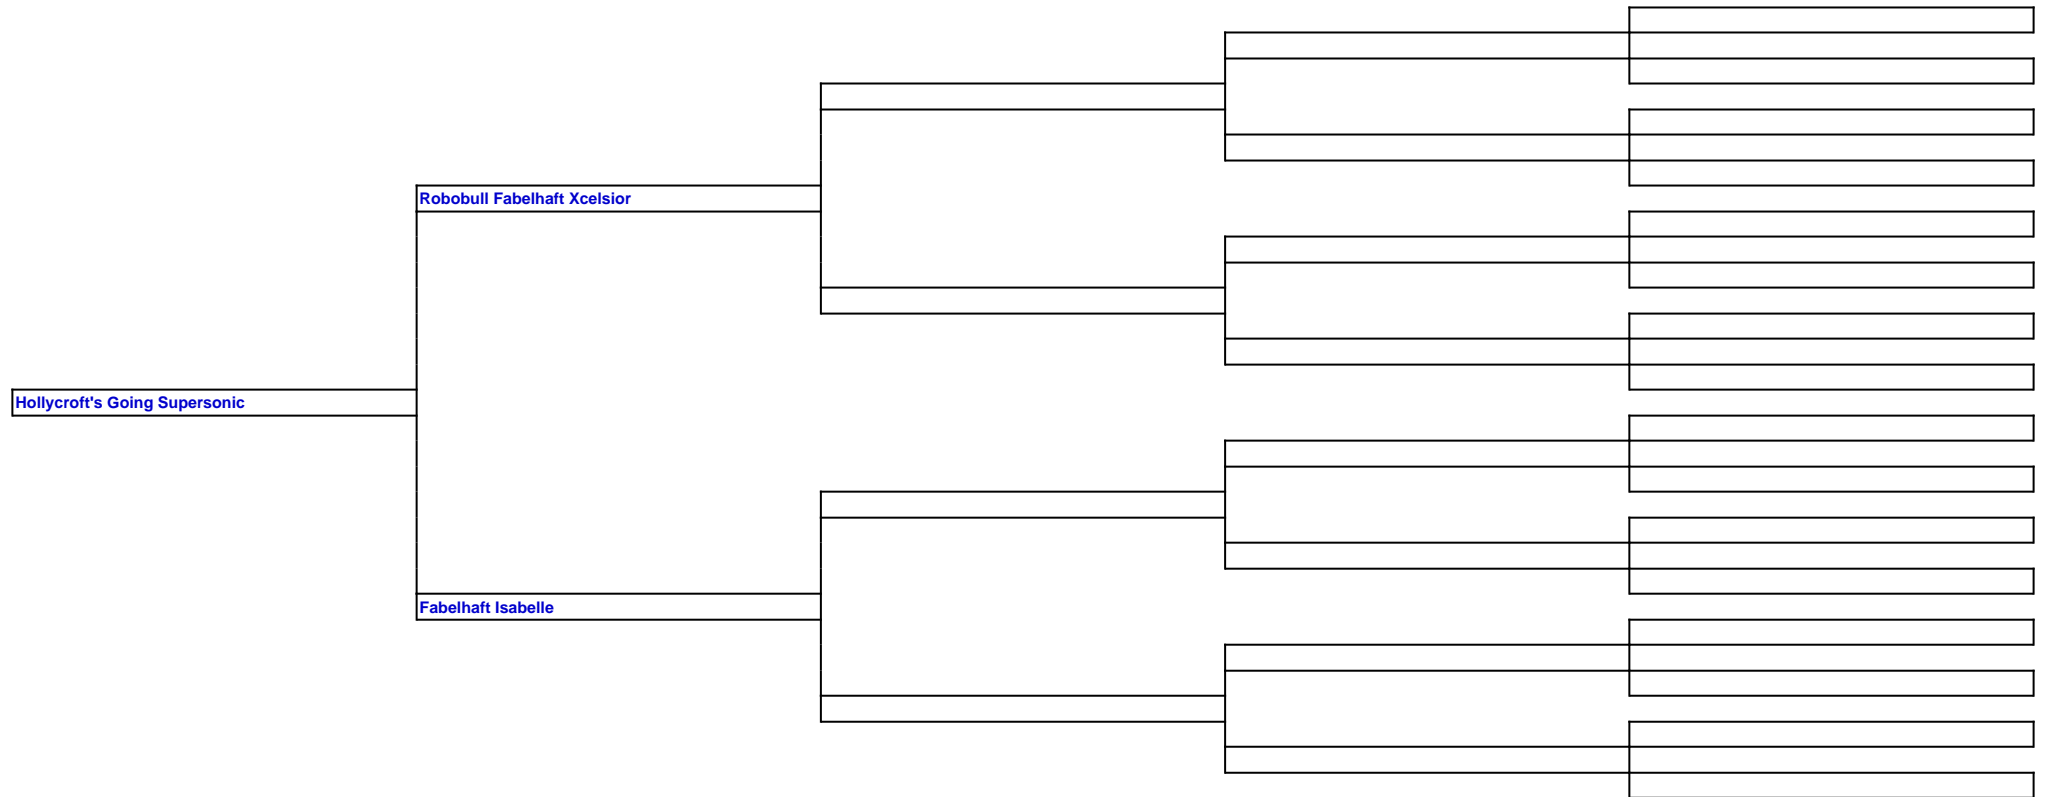 Robobull Fabelhaft Xcelsior
Hollycroft's Going Supersonic
Fabelhaft Isabelle